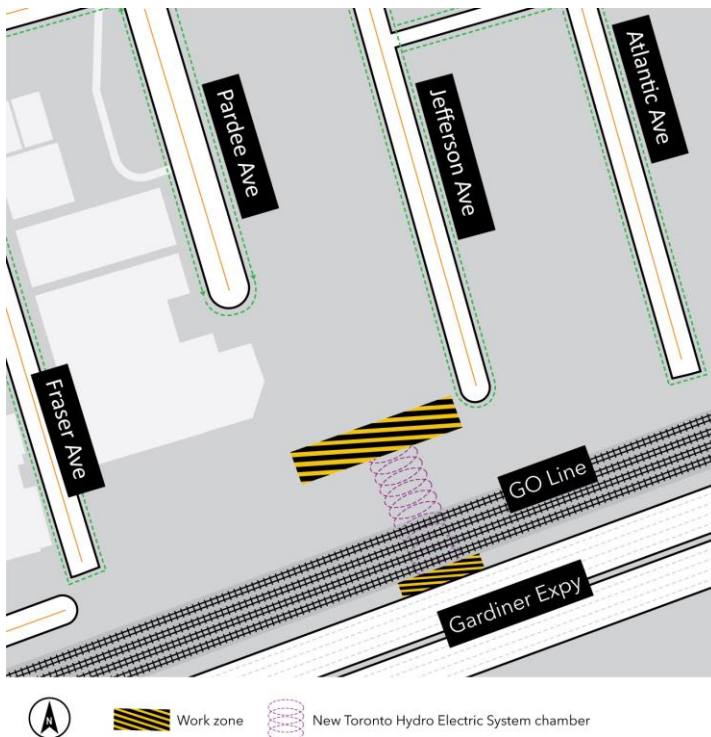 Pardee Ave
Jefferson Ave
Atlantic Ave
Fraser Ave
GO Line
Gardiner Expy
N
Work zone
New Toronto Hydro Electric System chamber